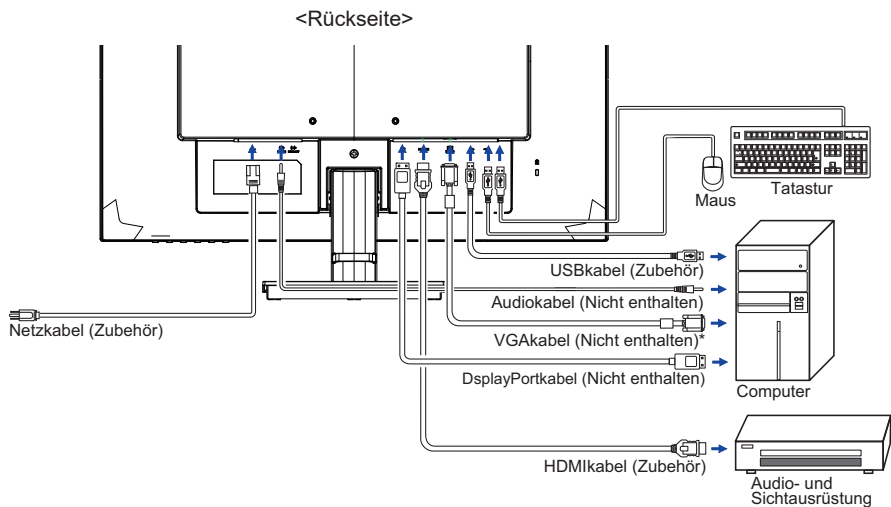 <Rückseite>
Maus
Tatastur
USBkabel (Zubehör)
Audiokabel (Nicht enthalten)
Netzkabel (Zubehör)
VGAkabel (Nicht enthalten)*
DsplayPortkabel (Nicht enthalten)
Computer
HDMIkabel (Zubehör)
Audio- und
Sichtausrüstung